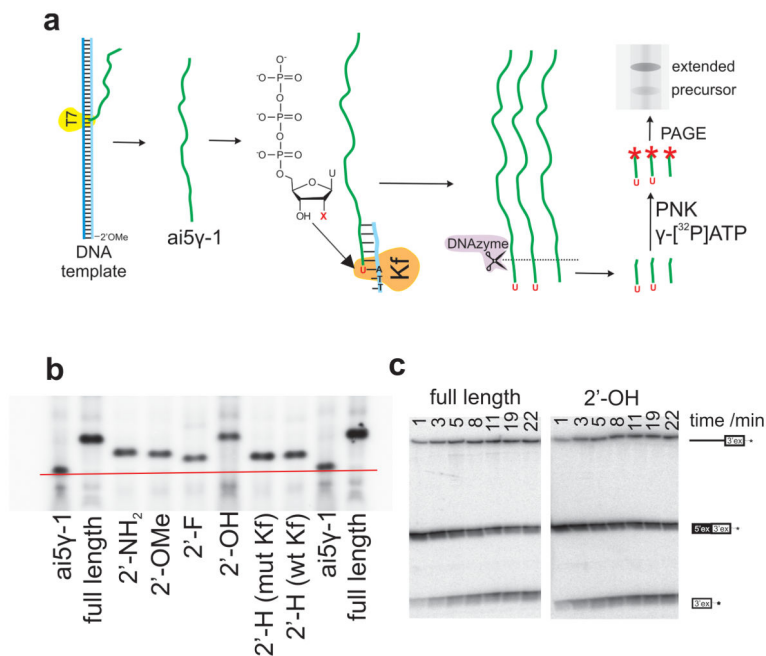 a
T7
U
2'OMe
DNA
template
ai5γ-1
O⁻
⁻O-P=O
O
⁻O-P=O
O
⁻O-P=O
O
O
U
OH
X
U
A
T
T
Kf
DNAzyme
U U
extended
precursor
PAGE
***
U U
PNK
γ-[³²P]ATP
U U
b
ai5γ-1
full length
2'-NH₂
2'-OMe
2'-F
2'-OH
2'-H (mut Kf)
2'-H (wt Kf)
ai5γ-1
full length
c
full length
2'-OH
1 3 5 8 11 19 22
1 3 5 8 11 19 22
time /min
3'ex *
5'ex 3'ex *
3'ex *